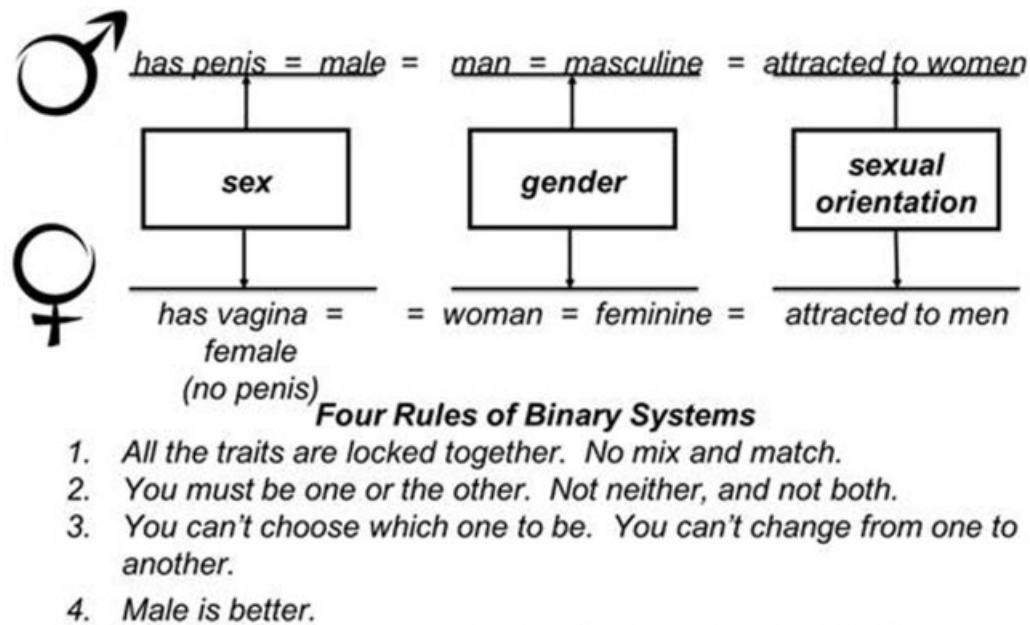 has penis = male = man = masculine = attracted to women
sex
gender
sexual
orientation
has vagina = = woman = feminine = attracted to men
female
(no penis)
Four Rules of Binary Systems
1. All the traits are locked together. No mix and match.
2. You must be one or the other. Not neither, and not both.
3. You can't choose which one to be. You can't change from one to
another.
4. Male is better.